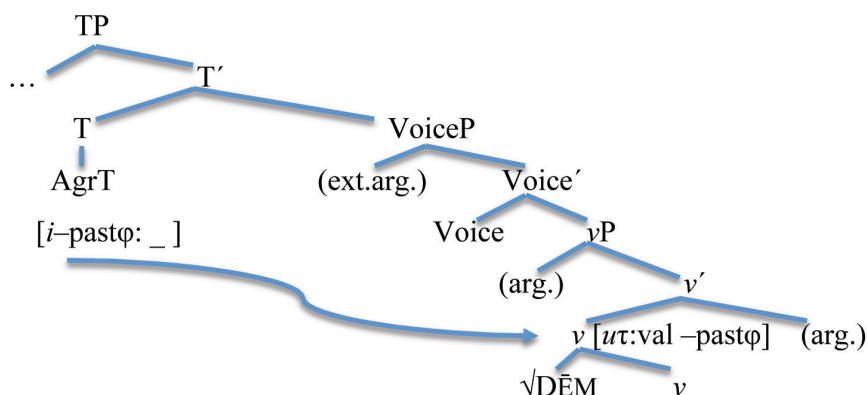 TP
… T´
T VoiceP
AgrT (ext.arg.) Voice´
[i–pastφ: _ ] Voice vP
(arg.) v´
v [uτ:val –pastφ] (arg.)
√DĒM v